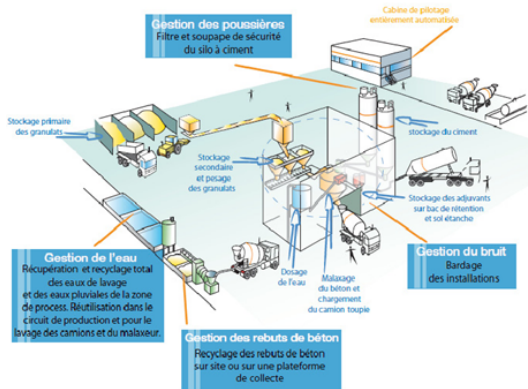 Gestion des poussières
Filtre et soupape de sécurité
du silo à ciment
Cabine de pilotage
entièrement automatisée
Stockage primaire
des granulats
stockage du ciment
Stockage
secondaire
et pesage
des granulats
Stockage des adjuvants
sur bac de rétention
et sol étanche
Gestion de l'eau
Récupération et recyclage total
des eaux de lavage
et des eaux pluviales de la zone
de process. Réutilisation dans le
circuit de production et pour le
lavage des camions et du malaxeur.
Dosage
de l'eau
Malaxage
du béton et
chargement
du camion toupie
Gestion du bruit
Bardage
des installations
Gestion des rebuts de béton
Recyclage des rebuts de béton
sur site ou sur une plateforme
de collecte